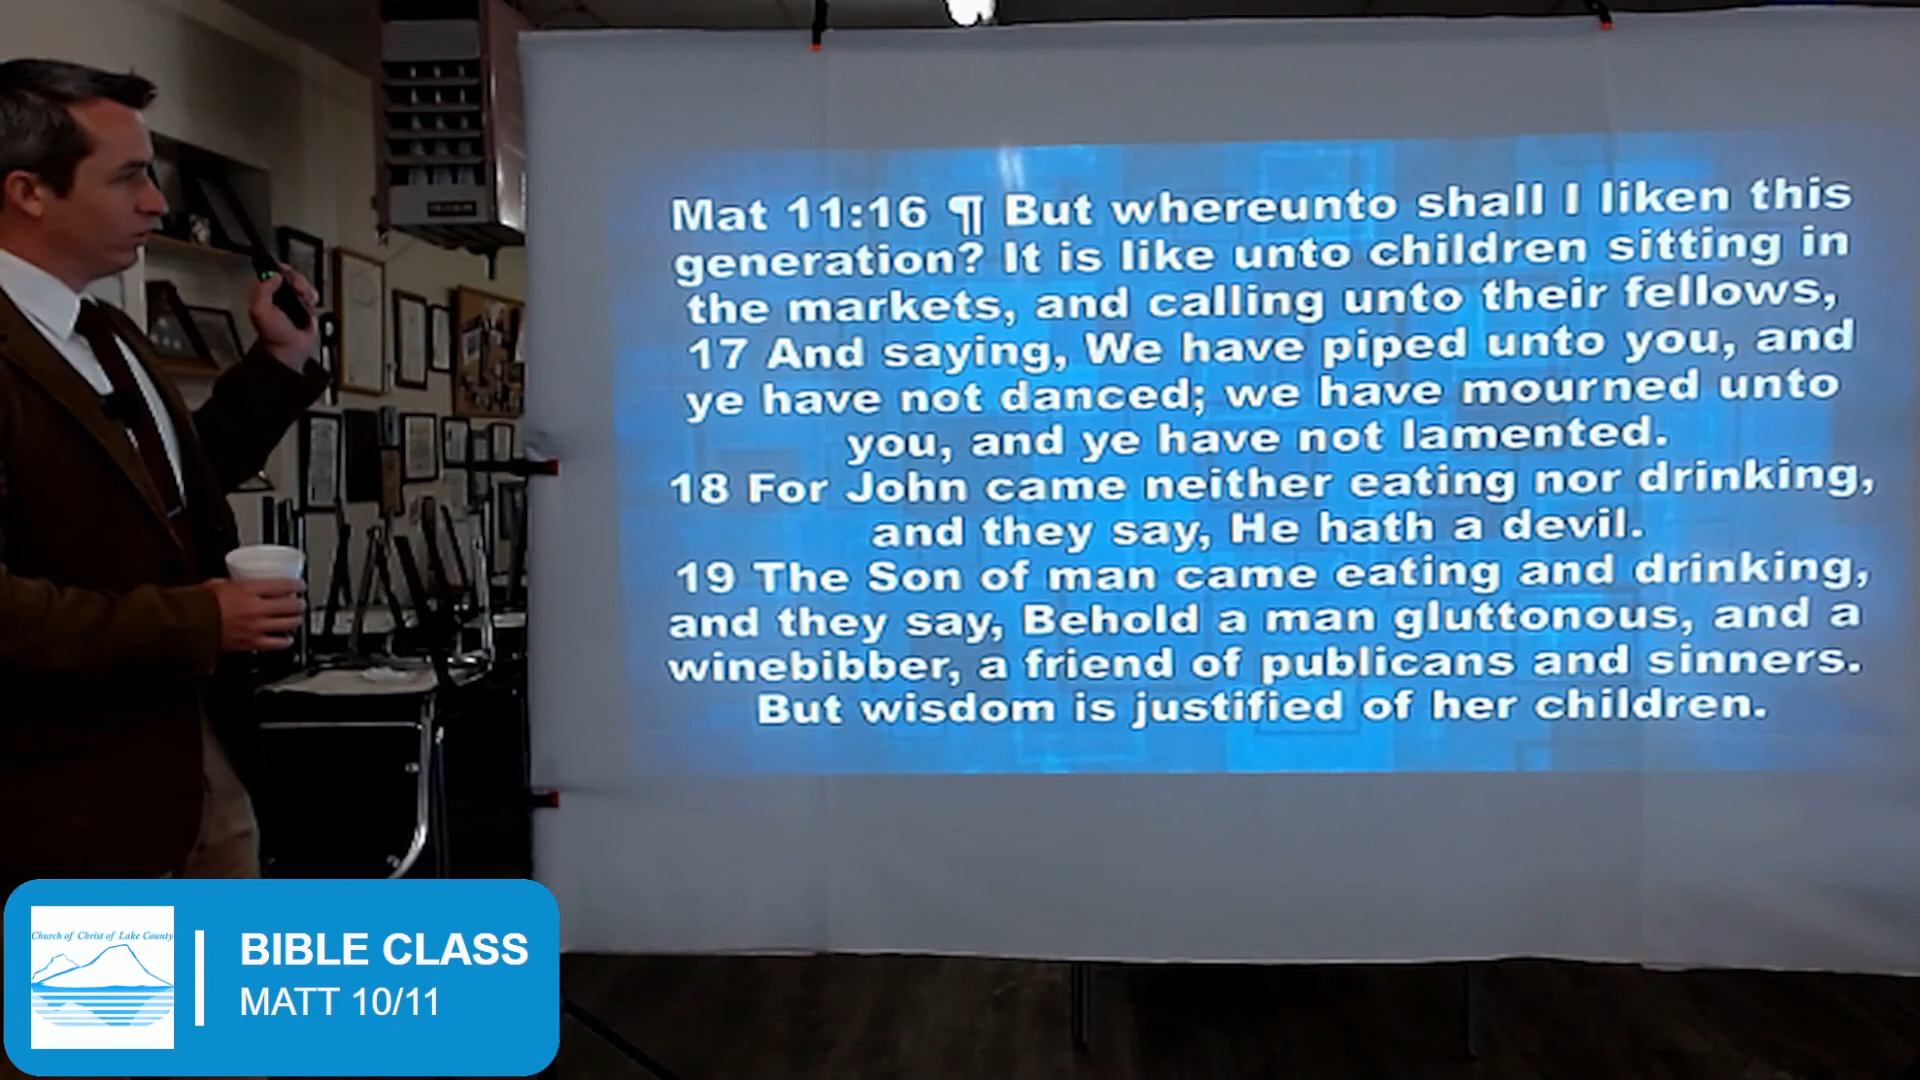 Mat 11:16 ¶ But whereunto shall I liken this
generation? It is like unto children sitting in
the markets, and calling unto their fellows,
17 And saying, We have piped unto you, and
ye have not danced; we have mourned unto
you, and ye have not lamented.
18 For John came neither eating nor drinking,
and they say, He hath a devil.
19 The Son of man came eating and drinking,
and they say, Behold a man gluttonous, and a
winebibber, a friend of publicans and sinners.
But wisdom is justified of her children.
Church of Christ of Lake County
BIBLE CLASS
MATT 10/11